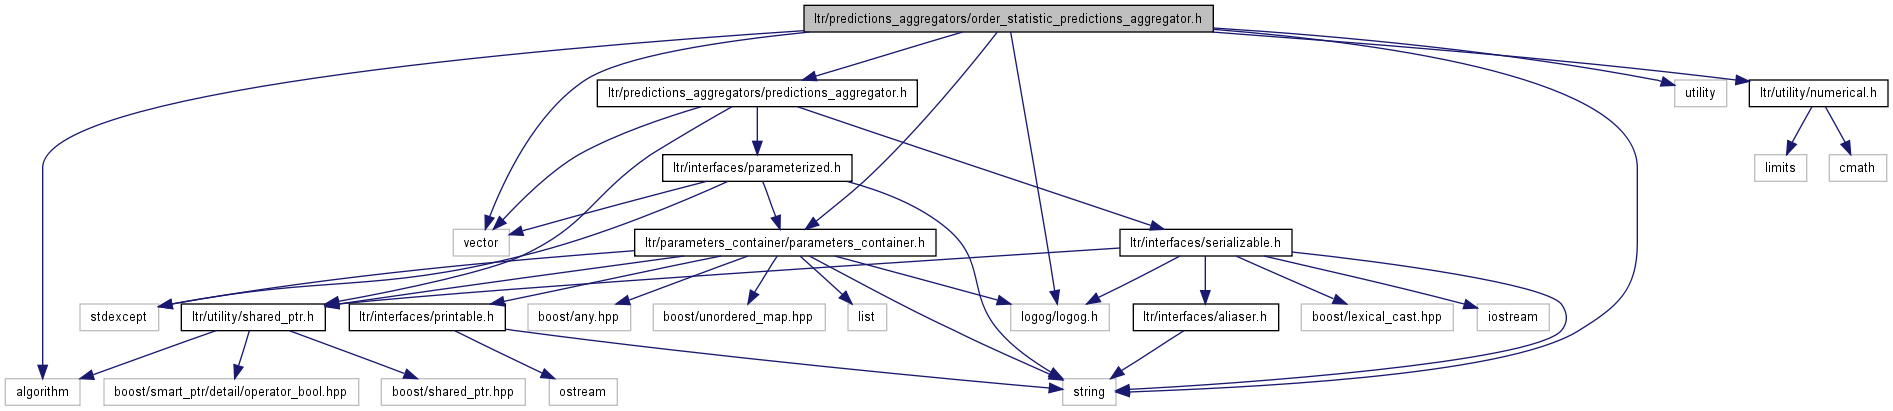 ltr/predictions_aggregators/order_statistic_predictions_aggregator.h
ltr/predictions_aggregators/predictions_aggregator.h
utility
ltr/utility/numerical.h
ltr/interfaces/parameterized.h
limits
cmath
vector
ltr/parameters_container/parameters_container.h
ltr/interfaces/serializable.h
stdexcept
ltr/utility/shared_ptr.h
ltr/interfaces/printable.h
boost/any.hpp
boost/unordered_map.hpp
list
logog/logog.h
ltr/interfaces/aliaser.h
boost/lexical_cast.hpp
iostream
algorithm
boost/smart_ptr/detail/operator_bool.hpp
boost/shared_ptr.hpp
ostream
string